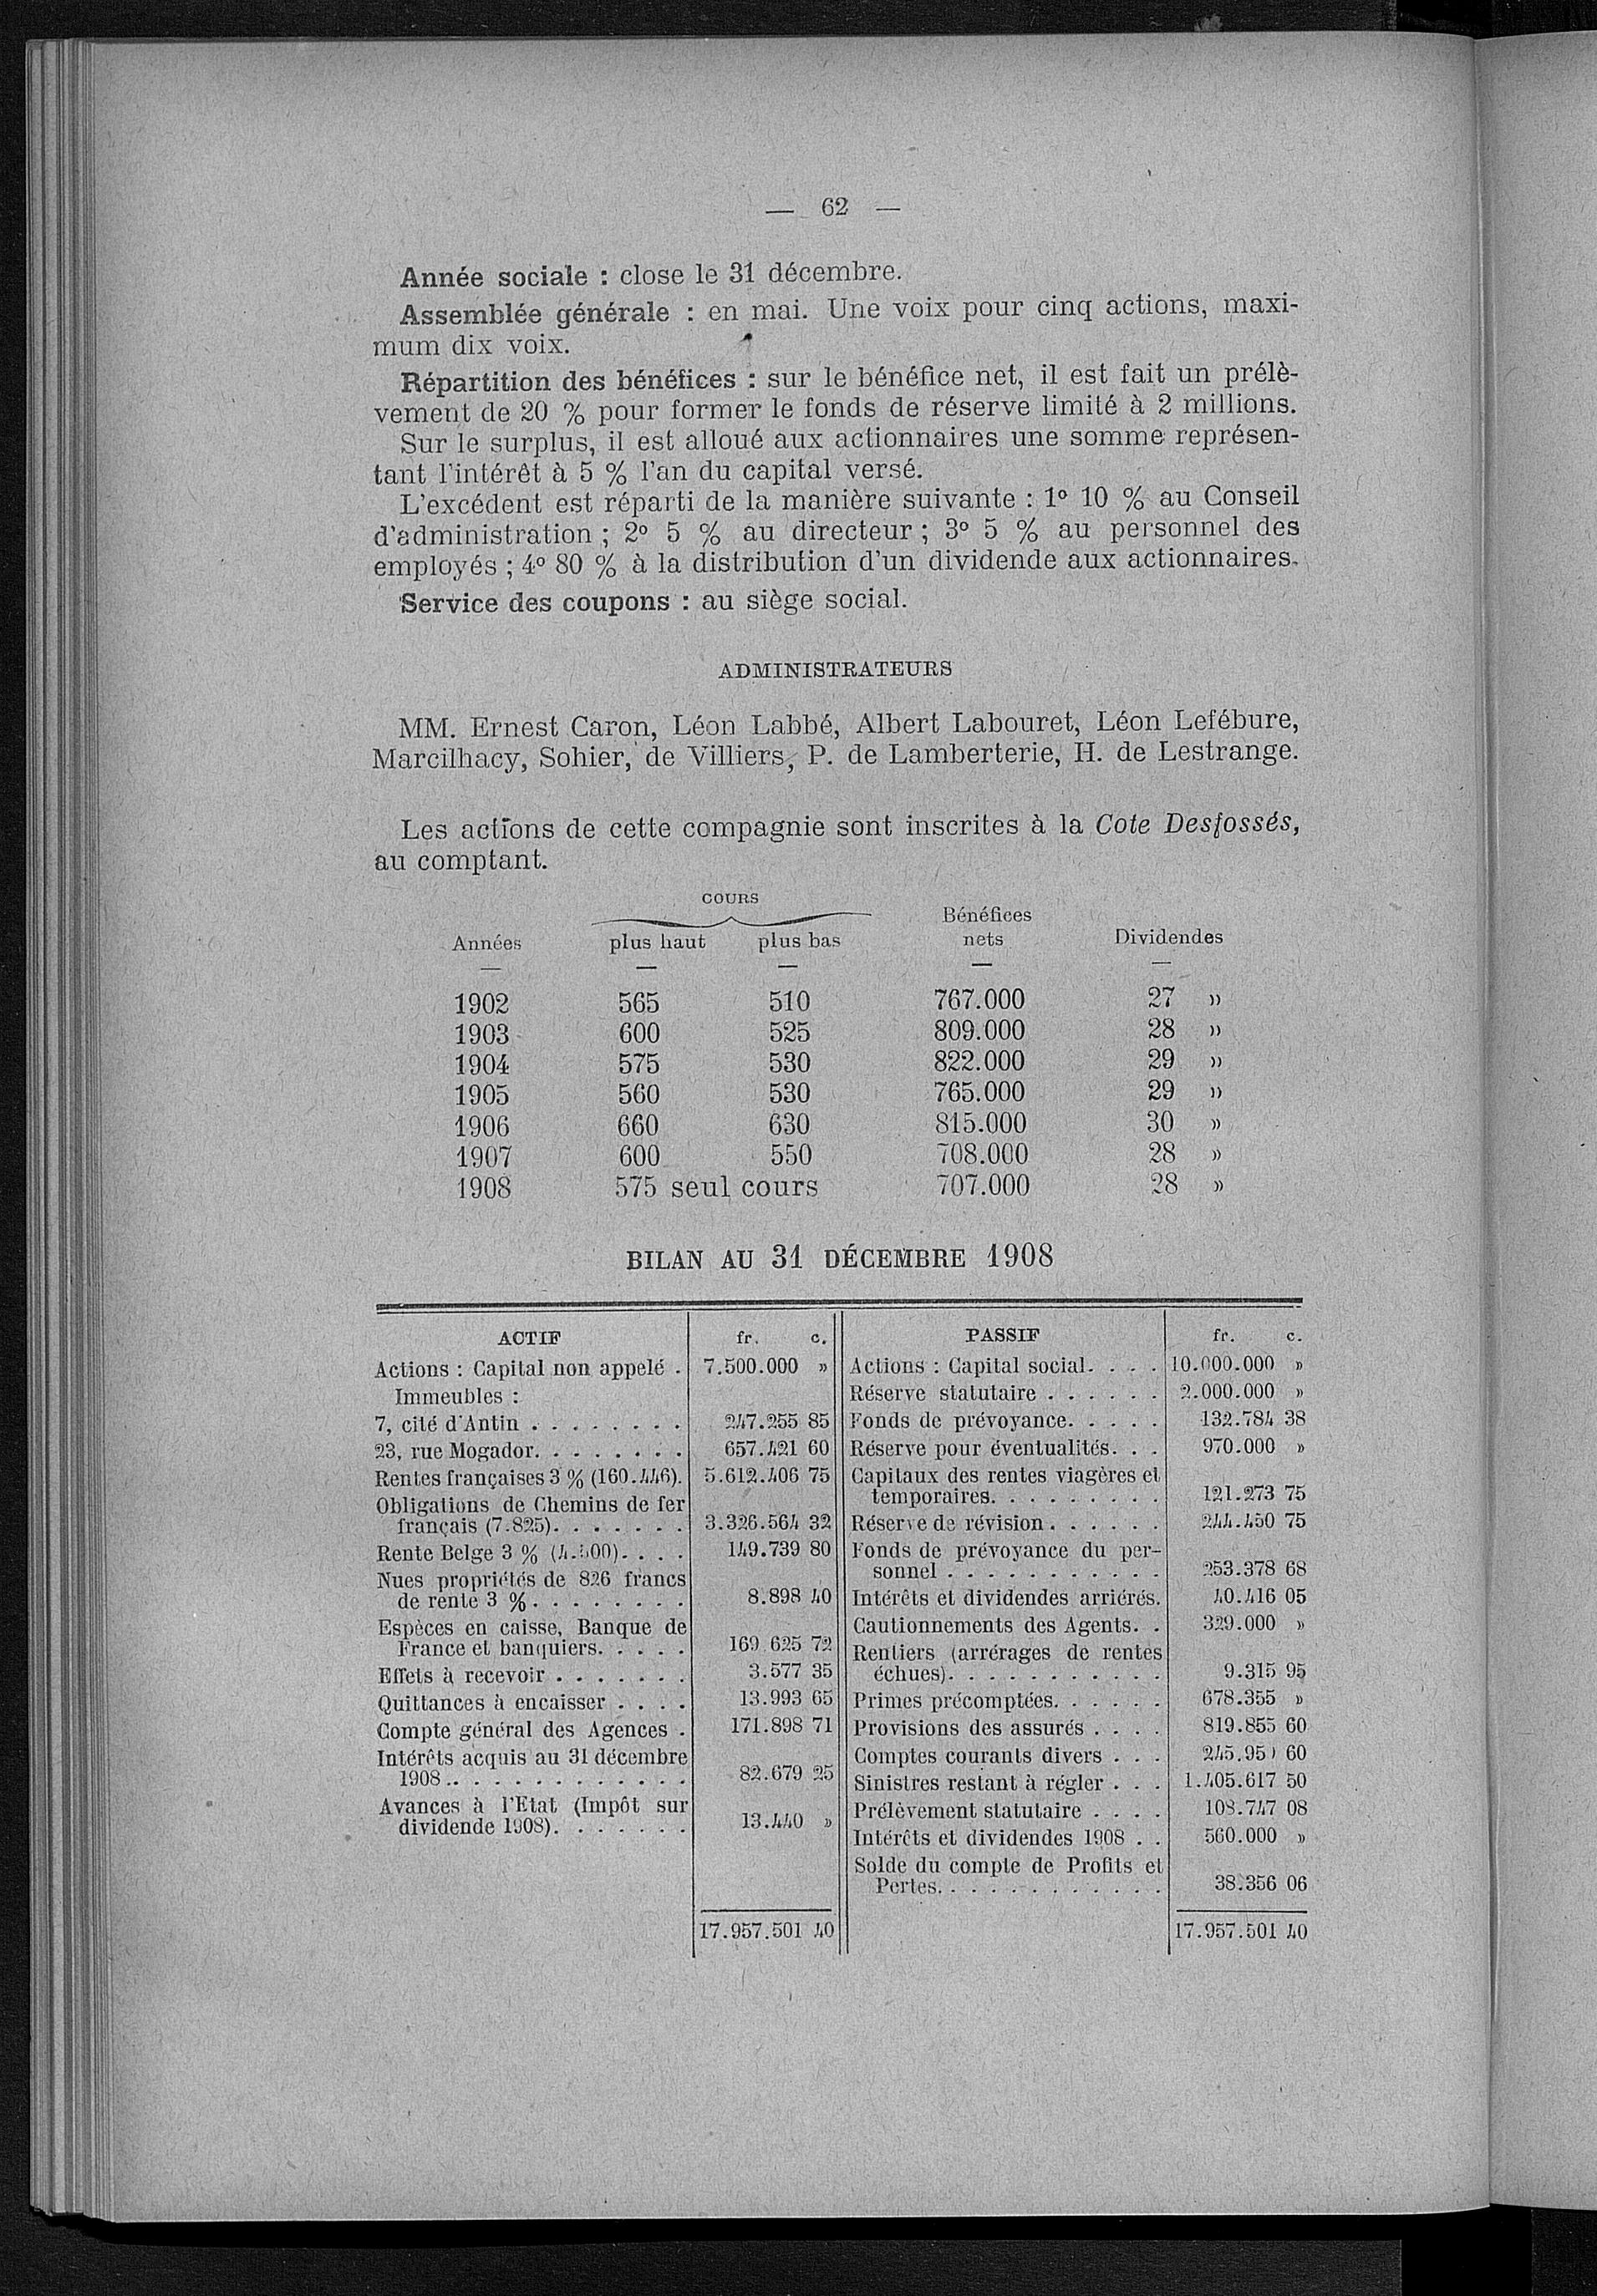 — 62 —
Année sociale : close le 31 décembre.
Assemblée générale : en mai. Une voix pour cinq actions, maxi-
mum dix voix.
Répartition des bénéfices : sur le bénéfice net, il est fait un prélè-
vement de 20 % pour former le fonds de réserve limité à 2 millions.
Sur le surplus, il est alloué aux actionnaires une somme représen-
tant l'intérêt à 5 % l'an du capital versé.
L'excédent est réparti de la manière suivante : 1º 10 % au Conseil
d'administration ; 2º 5 % au directeur ; 3º 5 % au personnel des
employés ; 4º 80 % à la distribution d'un dividende aux actionnaires.
Service des coupons : au siège social.
ADMINISTRATEURS
MM. Ernest Caron, Léon Labbé, Albert Labouret, Léon Lefébure,
Marcilhacy, Sohier, de Villiers, P. de Lamberterie, H. de Lestrange.
Les actions de cette compagnie sont inscrites à la Cote Desfossés,
au comptant.
COURS
Bénéfices
Années plus haut plus bas nets Dividendes
1902 565 510 767.000 27 »
1903 600 525 809.000 28 »
1904 575 530 822.000 29 »
1905 560 530 765.000 29 »
1906 660 630 815.000 30 »
1907 600 550 708.000 28 »
1908 575 seul cours 707.000 28 »
BILAN AU 31 DÉCEMBRE 1908
ACTIF fr. c.
Actions : Capital non appelé . 7.500.000 »
Immeubles :
7, cité d'Antin . . . . . . . . 247.255 85
23, rue Mogador. . . . . . . . 657.421 60
Rentes françaises 3 % (160.446). 5.612.406 75
Obligations de Chemins de fer
français (7.825). . . . . . . 3.326.564 32
Rente Belge 3 % . . . . 149.739 80
Nues propriétés de 826 francs
de rente 3 %. . . . . . . . 8.898 40
Espèces en caisse, Banque de
France et banquiers. . . . . 169 625 72
Effets à recevoir . . . . . . . 3.577 35
Quittances à encaisser . . . . 13.993 65
Compte général des Agences . 171.898 71
Intérêts acquis au 31 décembre
1908 . . . . . . . . . . . . 82.679 25
Avances à l'Etat (Impôt sur
dividende 1908). . . . . . 13.440 »
17.957.501 40
PASSIF fr. c.
Actions : Capital social. . . . 10.000.000 »
Réserve statutaire . . . . . . 2.000.000 »
Fonds de prévoyance. . . . . 132.784 38
Réserve pour éventualités. . . 970.000 »
Capitaux des rentes viagères et
temporaires. . . . . . . . . 121.273 75
Réserve de révision . . . . . . 244.450 75
Fonds de prévoyance du per-
sonnel . . . . . . . . . . . 253.378 68
Intérêts et dividendes arriérés. 40.416 05
Cautionnements des Agents. . 329.000 »
Rentiers (arrérages de rentes
échues). . . . . . . . . . . 9.315 95
Primes précomptées. . . . . . 678.355 »
Provisions des assurés . . . . 819.855 60
Comptes courants divers . . . 60
Sinistres restant à régler . . . 1.405.617 50
Prélèvement statutaire . . . . 108.747 08
Intérêts et dividendes 1908 . . 560.000 »
Solde du compte de Profits et
Pertes. . . . . . . . . . . . 38.356 06
17.957.501 40